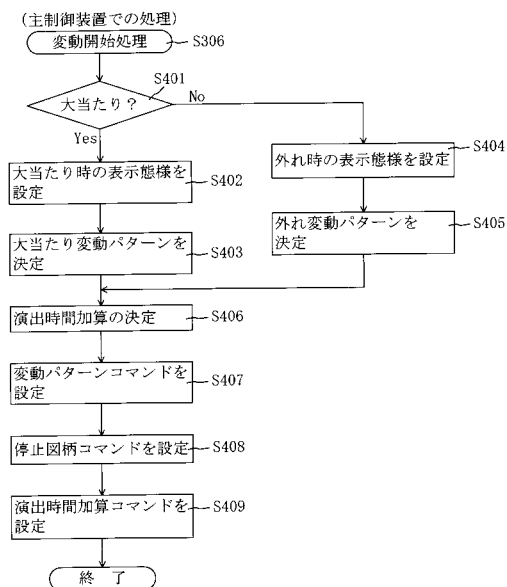 (主制御装置での処理)
変動開始処理
S306
S401
大当たり?
No
Yes
大当たり時の表示態様を
設定
S402
外れ時の表示態様を設定
S404
大当たり変動パターンを
決定
S403
外れ変動パターンを
決定
S405
演出時間加算の決定
S406
変動パターンコマンドを
設定
S407
停止図柄コマンドを設定
S408
演出時間加算コマンドを
設定
S409
終 了